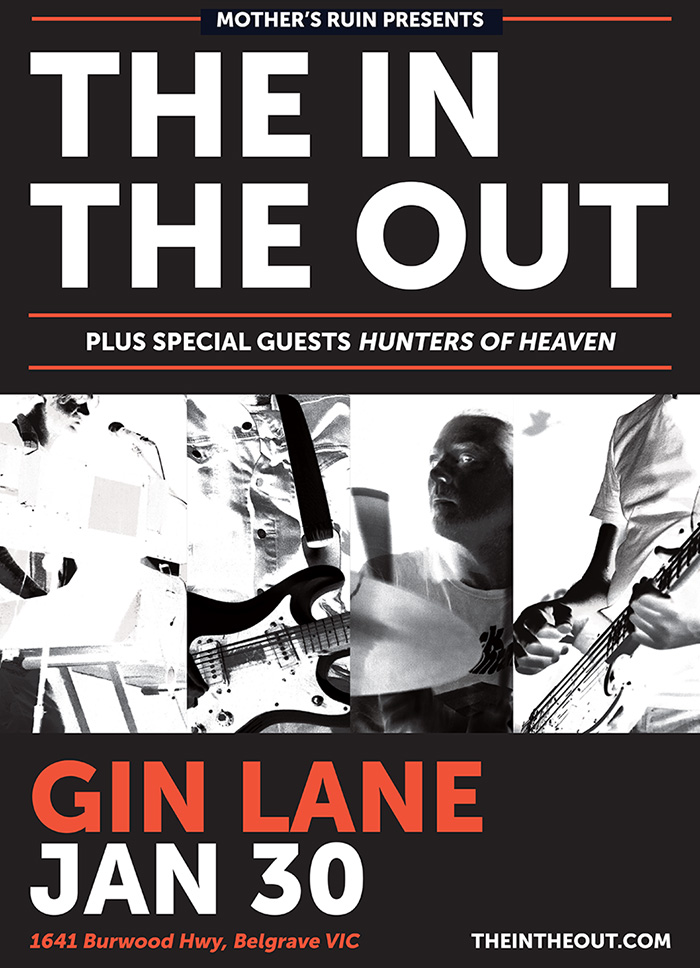 MOTHER'S RUIN PRESENTS
THE IN
THE OUT
PLUS SPECIAL GUESTS HUNTERS OF HEAVEN
GIN LANE
JAN 30
1641 Burwood Hwy, Belgrave VIC
THEINTHEOUT.COM